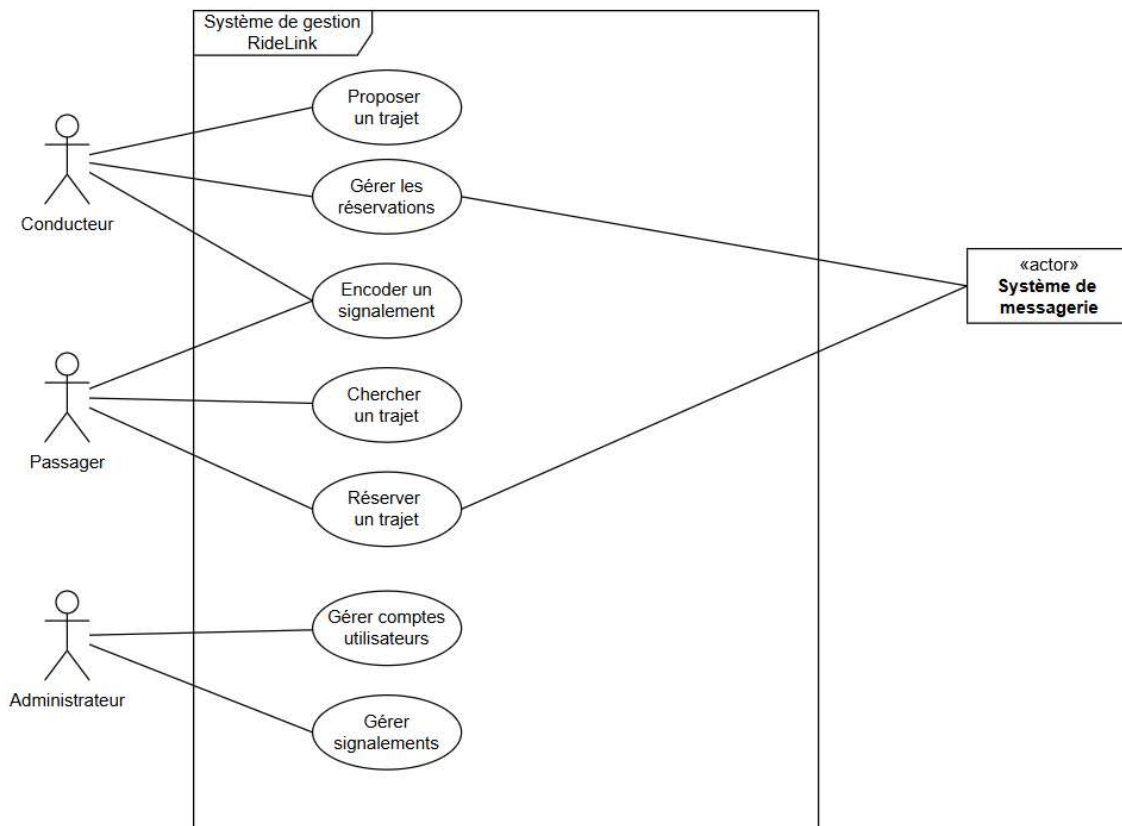 Système de gestion
RideLink
Proposer
un trajet
Conducteur
Gérer les
réservations
«actor»
Système de
messagerie
Encoder un
signalement
Passager
Chercher
un trajet
Réserver
un trajet
Administrateur
Gérer comptes
utilisateurs
Gérer
signalements